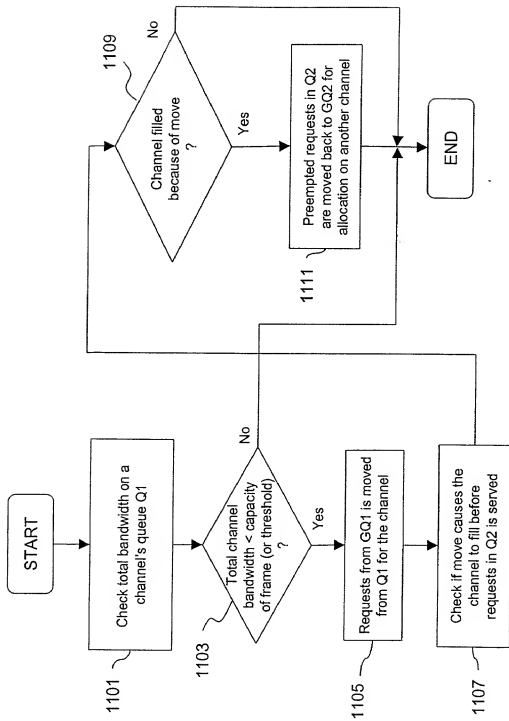 START
Check total bandwidth on a
channel's queue Q1
1101
Total channel
bandwidth < capacity
of frame (or threshold)
?
1103
No
Yes
Requests from GQ1 is moved
from Q1 for the channel
1105
Check if move causes the
channel to fill before
requests in Q2 is served
1107
Channel filled
because of move
?
1109
No
Yes
Preempted requests in Q2
are moved back to GQ2 for
allocation on another channel
1111
END